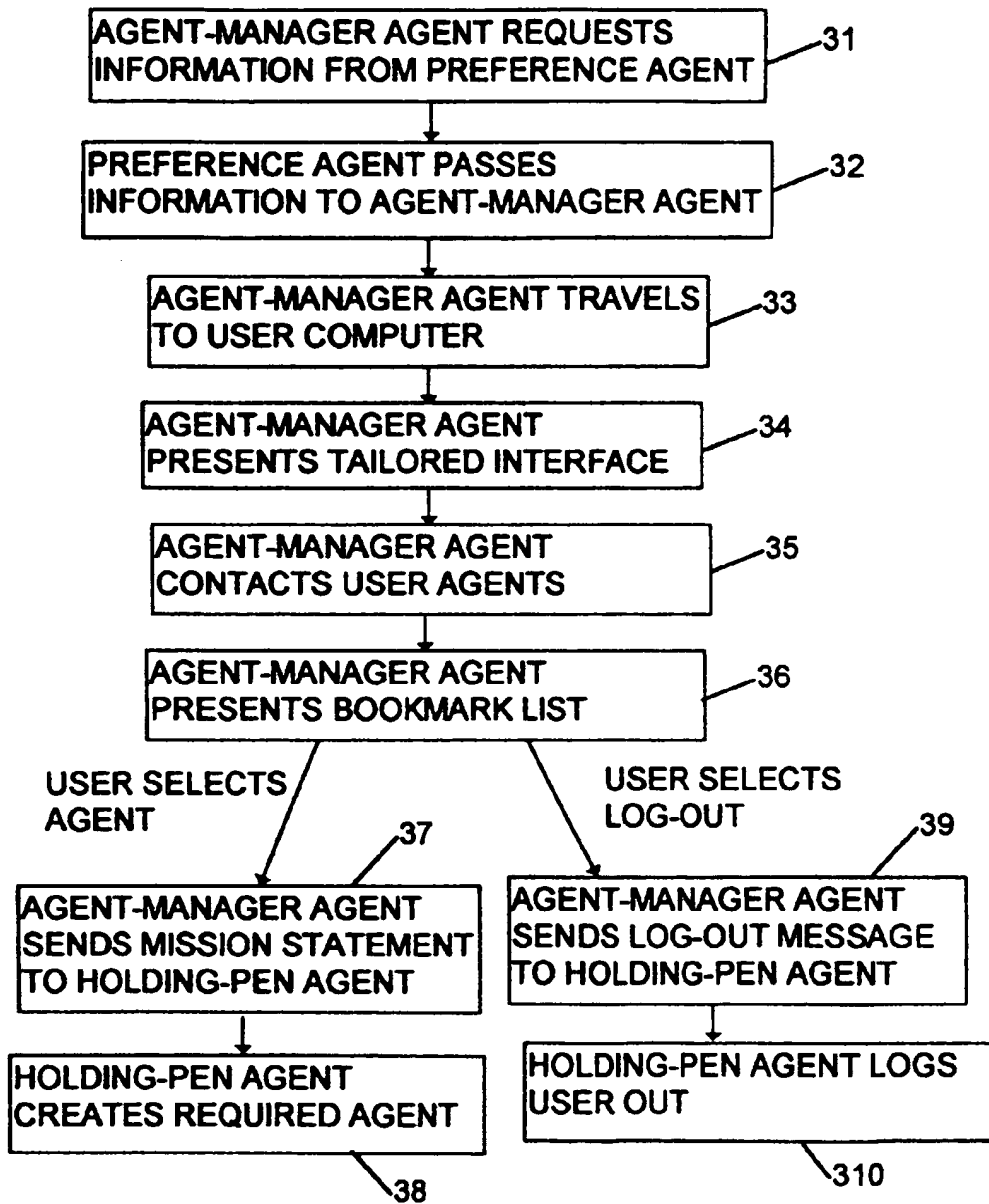 AGENT-MANAGER AGENT REQUESTS
INFORMATION FROM PREFERENCE AGENT
31
PREFERENCE AGENT PASSES
INFORMATION TO AGENT-MANAGER AGENT
32
AGENT-MANAGER AGENT TRAVELS
TO USER COMPUTER
33
AGENT-MANAGER AGENT
PRESENTS TAILORED INTERFACE
34
AGENT-MANAGER AGENT
CONTACTS USER AGENTS
35
AGENT-MANAGER AGENT
PRESENTS BOOKMARK LIST
36
USER SELECTS
AGENT
USER SELECTS
LOG-OUT
37
AGENT-MANAGER AGENT
SENDS MISSION STATEMENT
TO HOLDING-PEN AGENT
39
AGENT-MANAGER AGENT
SENDS LOG-OUT MESSAGE
TO HOLDING-PEN AGENT
HOLDING-PEN AGENT
CREATES REQUIRED AGENT
38
HOLDING-PEN AGENT LOGS
USER OUT
310